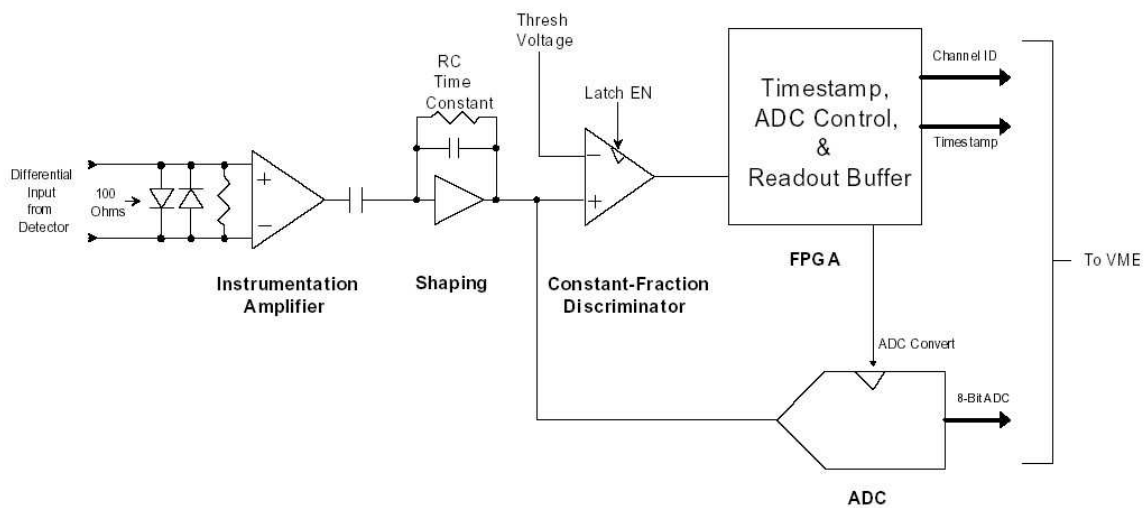 Thresh
Voltage
RC
Time
Constant
Latch EN
Differential
Input
from
Detector
100
Ohms
+
−
−
+
Timestamp,
ADC Control,
&
Readout Buffer
Channel ID
Timestamp
Instrumentation
Amplifier
Shaping
Constant-Fraction
Discriminator
FPGA
To VME
ADC Convert
8-Bit ADC
ADC